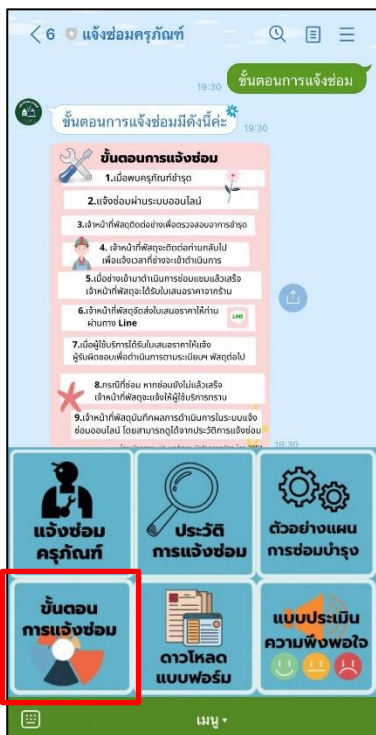 6 แจ้งซ่อมครุภัณฑ์
19:30 ขั้นตอนการแจ้งซ่อม
ขั้นตอนการแจ้งซ่อมมีดังนี้ค่ะ
19:30
ขั้นตอนการแจ้งซ่อม
1.เมื่อพบครุภัณฑ์ชำรุด
2.แจ้งซ่อมผ่านระบบออนไลน์
3.เจ้าหน้าที่พัสดุติดต่อช่างเพื่อตรวจสอบอาการชำรุด
4. เจ้าหน้าที่พัสดุจะติดต่อท่านกลับไป
เพื่อแจ้งเวลาที่ช่างจะเข้าดำเนินการ
5.เมื่อช่างเข้ามาดำเนินการซ่อมแซมแล้วเสร็จ
เจ้าหน้าที่พัสดุจะได้รับใบเสนอราคาจากร้าน
6.เจ้าหน้าที่พัสดุจัดส่งใบเสนอราคาให้ท่าน
ผ่านทาง Line
LINE
7.เมื่อผู้ใช้บริการได้รับใบเสนอราคาให้แจ้ง
ผู้รับผิดชอบเพื่อดำเนินการตามระเบียบฯ พัสดุต่อไป
8.กรณีที่ซ่อม หากซ่อมยังไม่แล้วเสร็จ
เจ้าหน้าที่พัสดุจะแจ้งให้ผู้ใช้บริการทราบ
9.เจ้าหน้าที่พัสดุบันทึกผลการดำเนินการในระบบแจ้ง
ซ่อมออนไลน์ โดยสามารถดูได้จากประวัติการแจ้งซ่อม
19:30
แจ้งซ่อม
ครุภัณฑ์
ประวัติ
การแจ้งซ่อม
ตัวอย่างแผน
การซ่อมบำรุง
ขั้นตอน
การแจ้งซ่อม
ดาวโหลด
แบบฟอร์ม
แบบประเมิน
ความพึงพอใจ
เมนู